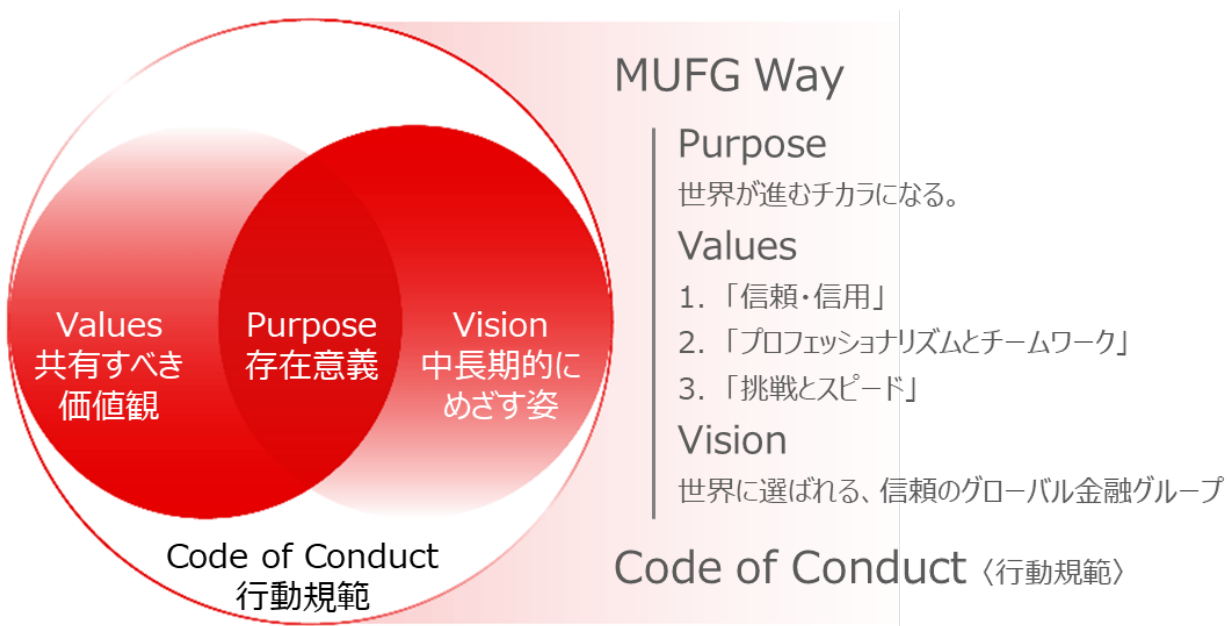 Values
共有すべき
価値観
Purpose
存在意義
Vision
中長期的に
めざす姿
Code of Conduct
行動規範
MUFG Way
Purpose
世界が進むチカラになる。
Values
1. 「信頼・信用」
2. 「プロフェッショナリズムとチームワーク」
3. 「挑戦とスピード」
Vision
世界に選ばれる、信頼のグローバル金融グループ
Code of Conduct〈行動規範〉